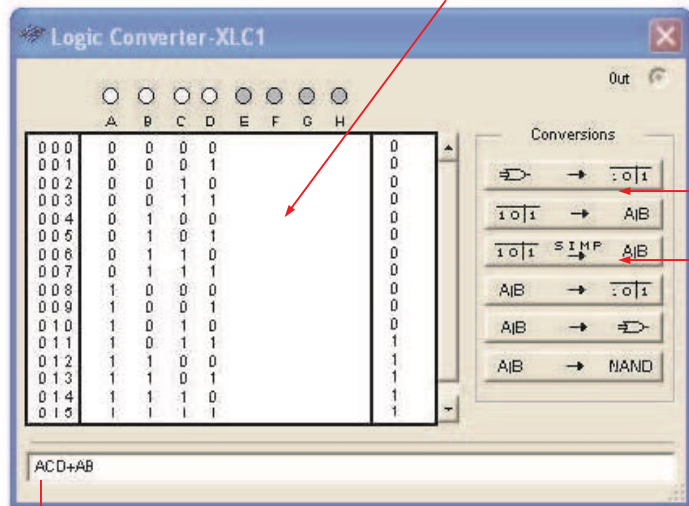 Logic Converter-XLC1
Out
A B C D E F G H
Conversions
000 0 0 0 0 0
001 0 0 0 1 0
002 0 0 1 0 0
003 0 0 1 1 0
004 0 1 0 0 0
005 0 1 0 1 0
006 0 1 1 0 0
007 0 1 1 1 0
008 1 0 0 0 0
009 1 0 0 1 0
010 1 0 1 0 0
011 1 0 1 1 1
012 1 1 0 0 1
013 1 1 0 1 1
014 1 1 1 0 1
015 1 1 1 1 1
→ 1 0|1
1 0|1 → A|B
1 0|1 SIMP → A|B
A|B → 1 0|1
A|B →
A|B → NAND
ACD+AB